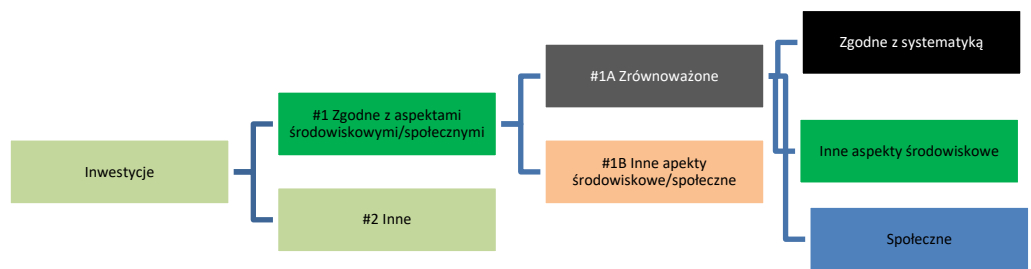 Inwestycje
#1 Zgodne z aspektami
środowiskowymi/społecznymi
#2 Inne
#1A Zrównoważone
#1B Inne apekty
środowiskowe/społeczne
Zgodne z systematyką
Inne aspekty środowiskowe
Społeczne